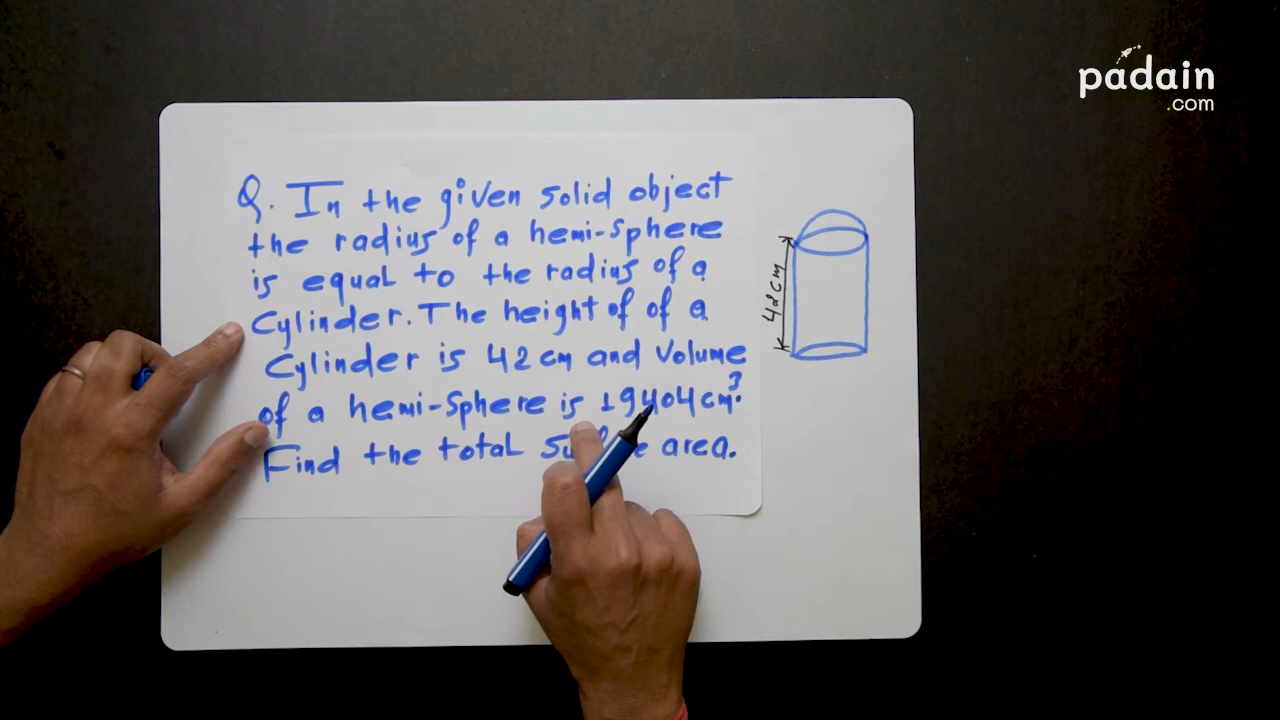 Q. In the given solid object
the radius of a hemi-sphere
is equal to the radius of a
Cylinder. The height of of a
Cylinder is 42 cm and Volume
of a hemi-Sphere is 19404 cm³.
Find the total area.
42cm
padain
.com